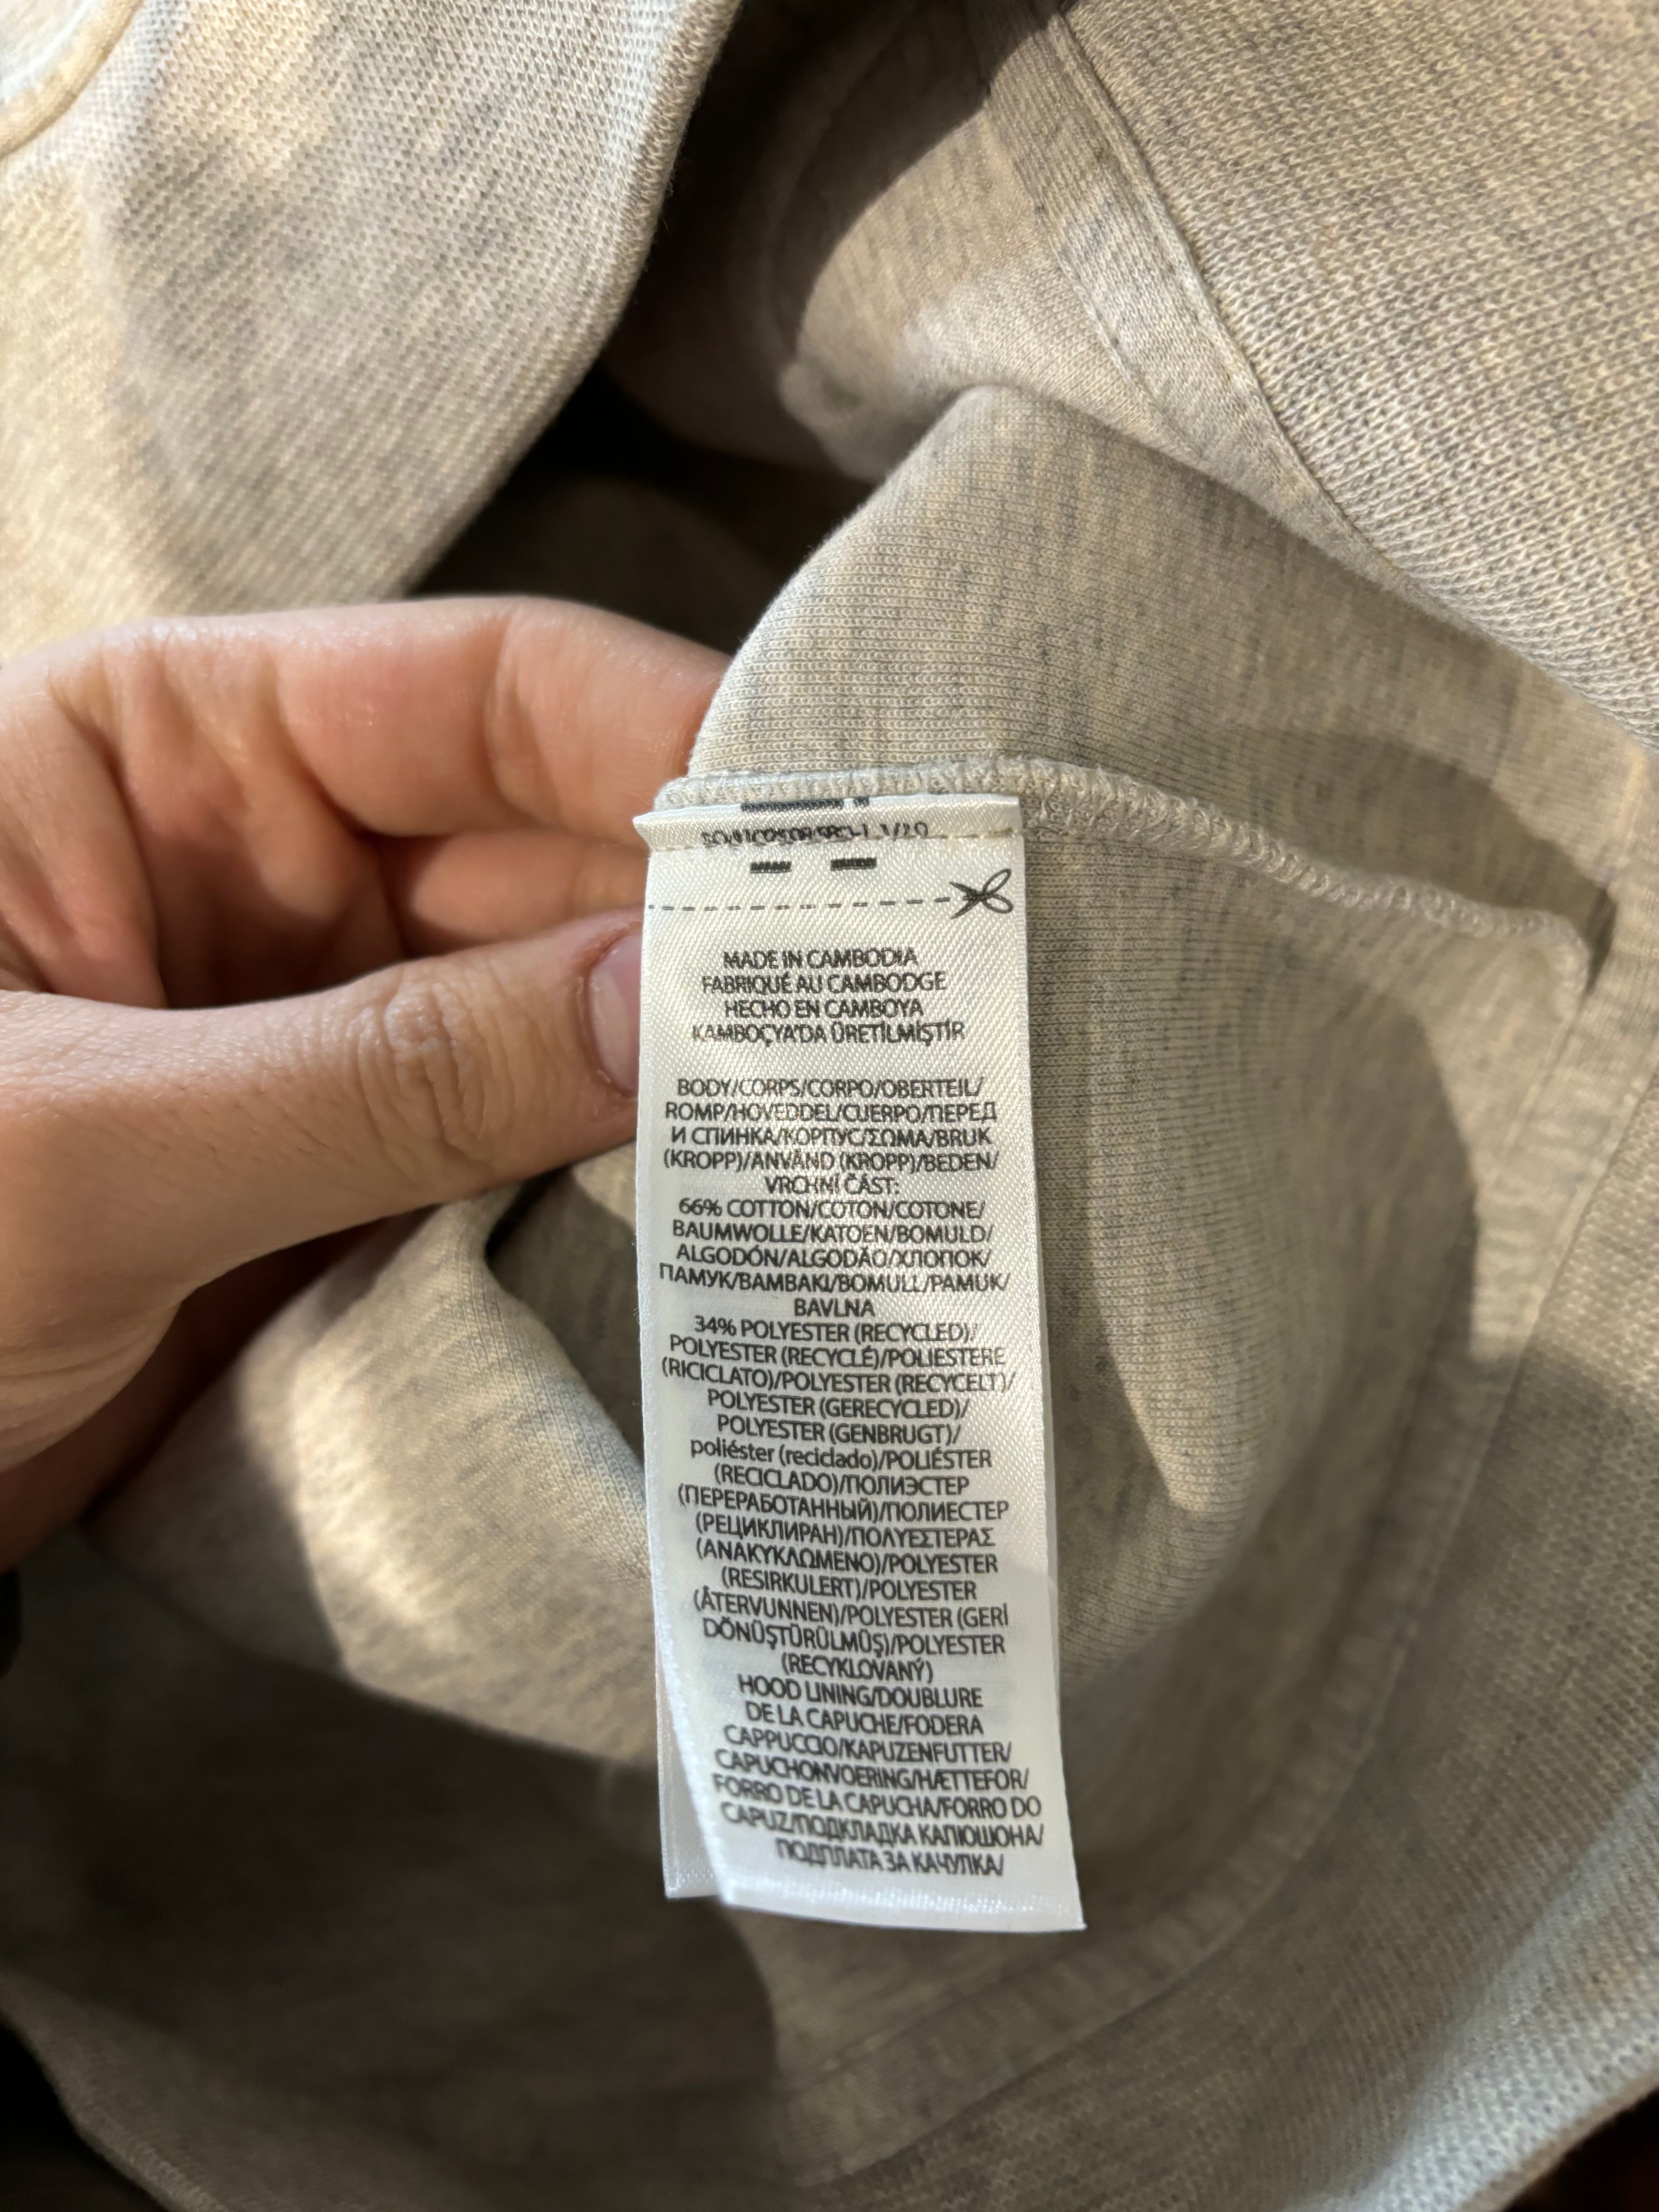 MADE IN CAMBODIA
FABRIQUÉ AU CAMBODGE
HECHO EN CAMBOYA
KAMBOÇYA'DA ÜRETİLMİŞTİR
BODY/CORPS/CORPO/OBERTEIL/
ROMP/HOVEDDEL/CUERPO/ПЕРЕД
И СПИНКА/КОРПУС/ΣΩΜΑ/BRUK
(KROPP)/ANVÄND (KROPP)/BEDEN/
VRCHNÍ ČÁST:
66% COTTON/COTON/COTONE/
BAUMWOLLE/KATOEN/BOMULD/
ALGODÓN/ALGODÃO/ХЛОПОК/
ПАМУК/BAMBAKI/BOMULL/PAMUK/
BAVLNA
34% POLYESTER (RECYCLED)/
POLYESTER (RECYCLÉ)/POLIESTERE
(RICICLATO)/POLYESTER (RECYCELT)/
POLYESTER (GERECYCLED)/
POLYESTER (GENBRUGT)/
poliéster (reciclado)/POLIÉSTER
(RECICLADO)/ПОЛИЭСТЕР
(ПЕРЕРАБОТАННЫЙ)/ПОЛИЕСТЕР
(РЕЦИКЛИРАН)/ΠΟΛΥΕΣΤΕΡΑΣ
(ΑΝΑΚΥΚΛΩΜΕΝΟ)/POLYESTER
(RESIRKULERT)/POLYESTER
(ÅTERVUNNEN)/POLYESTER (GERİ
DÖNÜŞTÜRÜLMÜŞ)/POLYESTER
(RECYKLOVANÝ)
HOOD LINING/DOUBLURE
DE LA CAPUCHE/FODERA
CAPPUCCIO/KAPUZENFUTTER/
CAPUCHONVOERING/HÆTTEFOR/
FORRO DE LA CAPUCHA/FORRO DO
CAPUZ/ПОДКЛАДКА КАПЮШОНА/
ПОДПЛАТА ЗА КАЧУЛКА/